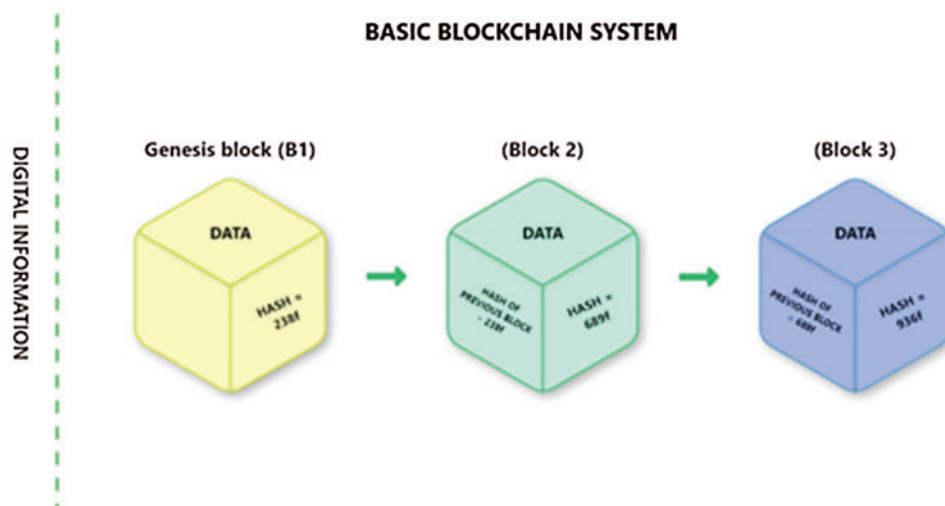 BASIC BLOCKCHAIN SYSTEM
DIGITAL INFORMATION
Genesis block (B1)
DATA
HASH =
238f
(Block 2)
DATA
HASH OF
PREVIOUS BLOCK
= 238f
HASH =
689f
(Block 3)
DATA
HASH OF
PREVIOUS BLOCK
HASH =
936f